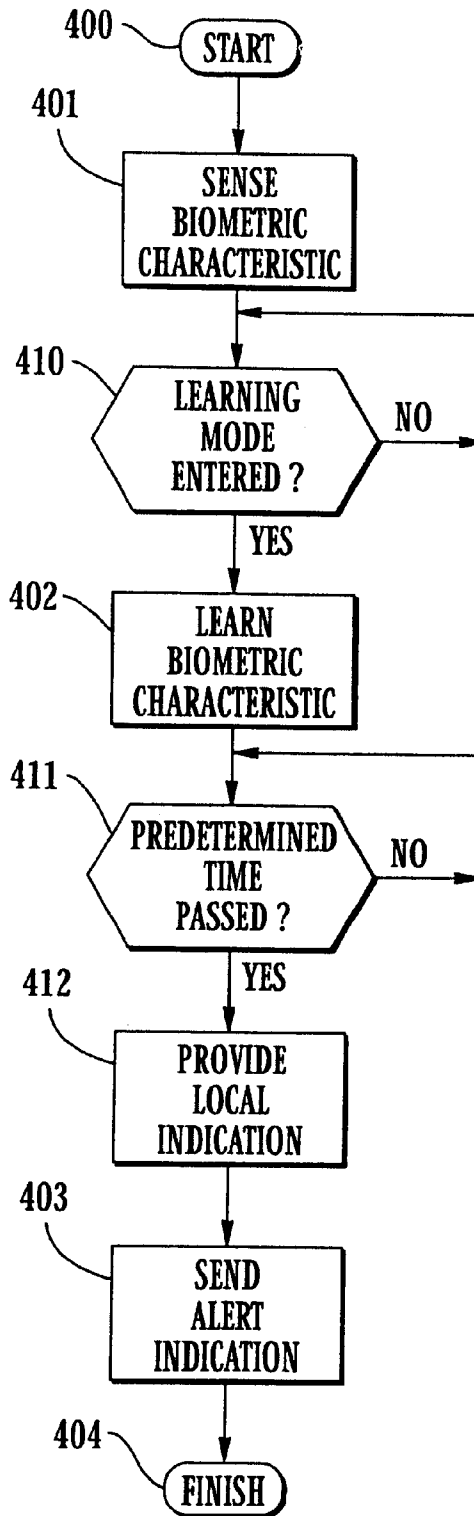 400
START
401
SENSE
BIOMETRIC
CHARACTERISTIC
410
LEARNING
MODE
ENTERED ?
NO
YES
402
LEARN
BIOMETRIC
CHARACTERISTIC
411
PREDETERMINED
TIME
PASSED ?
NO
YES
412
PROVIDE
LOCAL
INDICATION
403
SEND
ALERT
INDICATION
404
FINISH